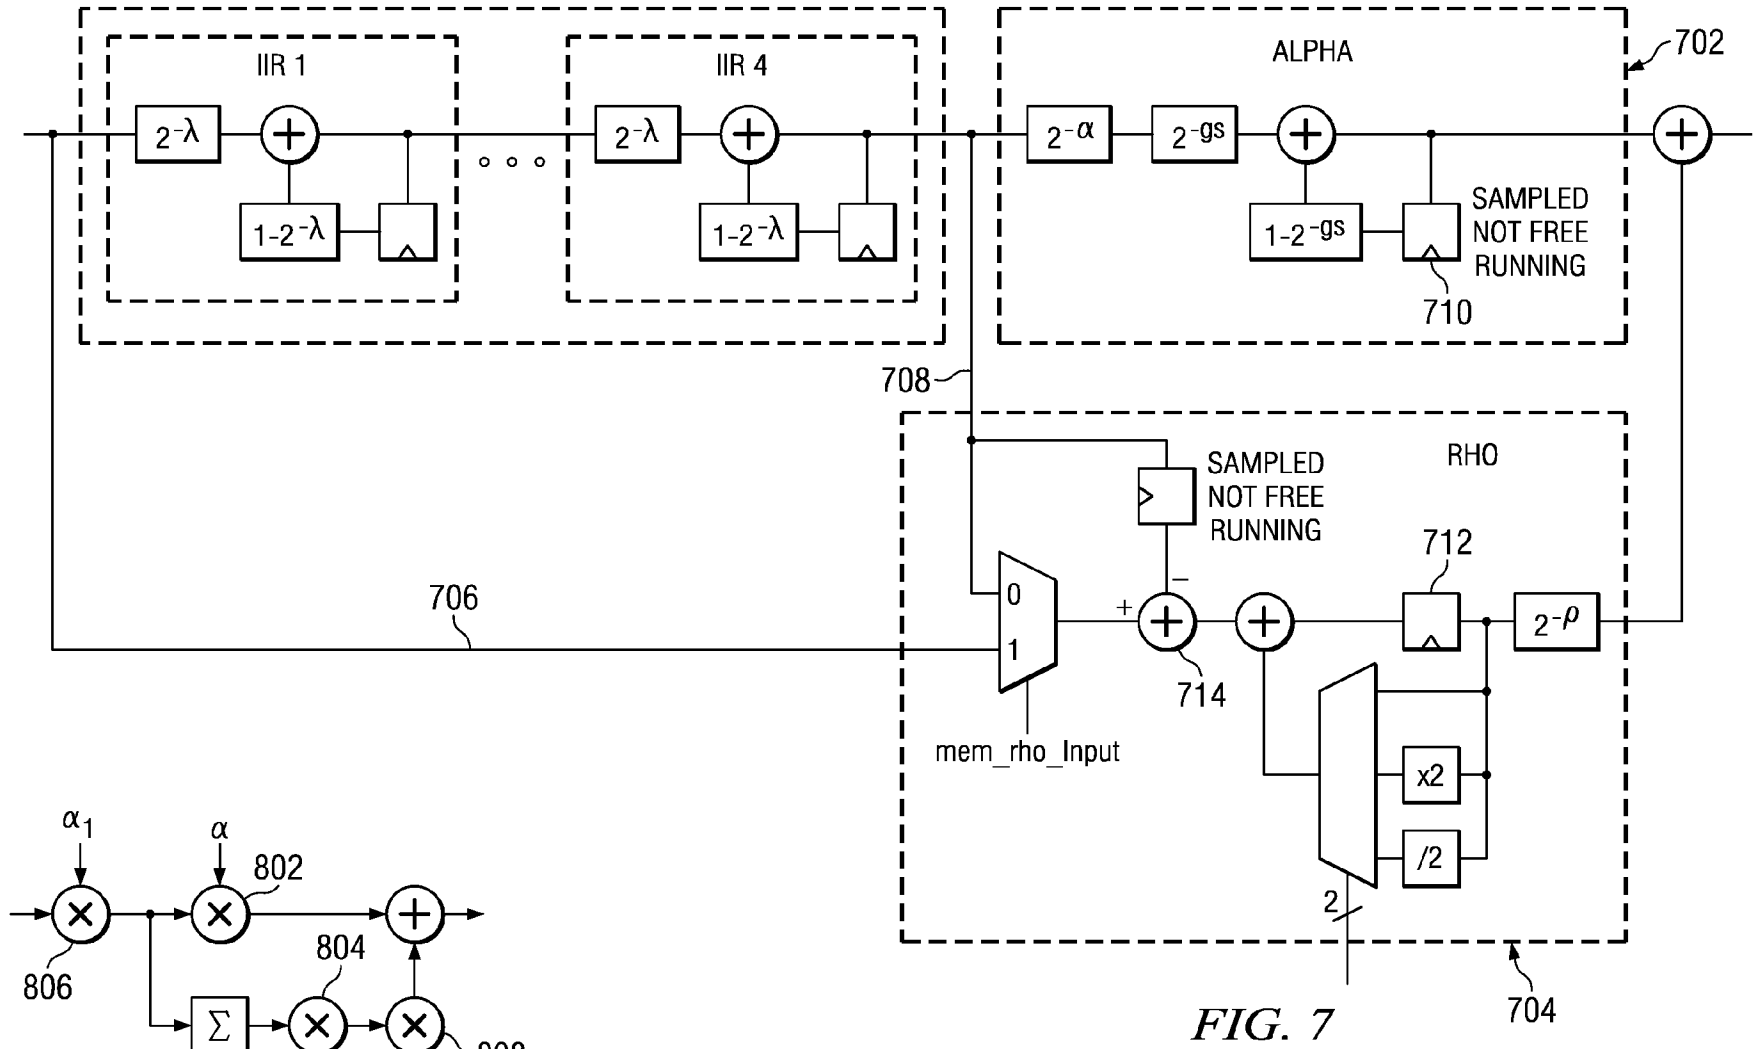 IIR 1
IIR 4
ALPHA
702
2-λ
+
2-λ
+
2-α
2-gs
+
+
1-2-λ
1-2-λ
1-2-gs
SAMPLED
NOT FREE
RUNNING
710
708
RHO
SAMPLED
NOT FREE
RUNNING
712
706
0
1
+
−
+
+
2-ρ
714
mem_rho_Input
x2
/2
2
704
FIG. 7
α1
α
802
×
×
+
806
804
Σ
×
×